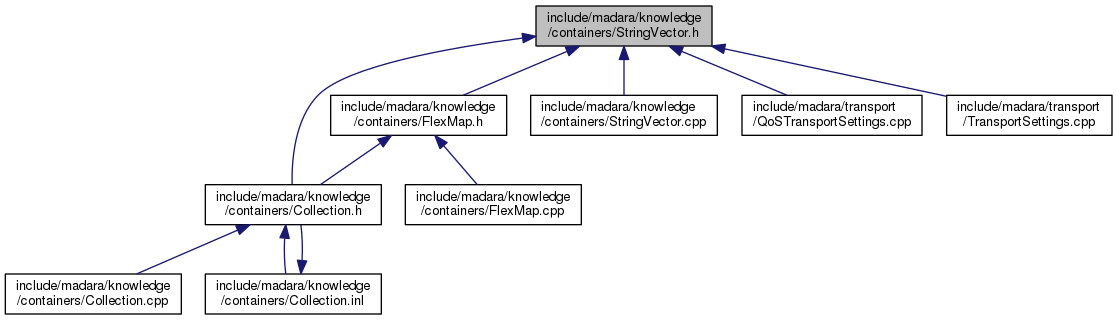 include/madara/knowledge
/containers/StringVector.h
include/madara/knowledge
/containers/FlexMap.h
include/madara/knowledge
/containers/StringVector.cpp
include/madara/transport
/QoSTransportSettings.cpp
include/madara/transport
/TransportSettings.cpp
include/madara/knowledge
/containers/Collection.h
include/madara/knowledge
/containers/FlexMap.cpp
include/madara/knowledge
/containers/Collection.cpp
include/madara/knowledge
/containers/Collection.inl